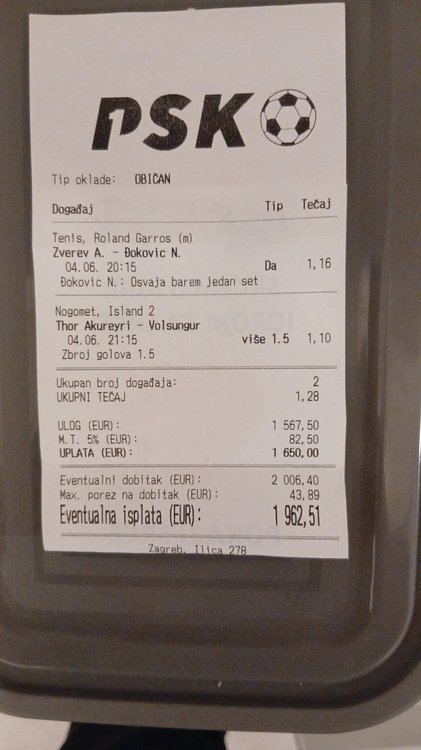 PSK
Tip oklade: OBIČAN
Događaj Tip Tečaj
Tenis, Roland Garros (m)
Zverev A. - Đokovic N.
04.06. 20:15 Da 1,16
Đokovic N.: Osvaja barem jedan set
Nogomet, Island 2
Thor Akureyri - Volsungur
04.06. 21:15 više 1.5 1,10
Zbroj golova 1.5
Ukupan broj događaja: 2
UKUPNI TEČAJ 1,28
ULOG (EUR): 1 567,50
M.T. 5% (EUR): 82,50
UPLATA (EUR): 1 650,00
Eventualni dobitak (EUR): 2 006,40
Max. porez na dobitak (EUR): 43,89
Eventualna isplata (EUR): 1 962,51
Zagreb, Ilica 278